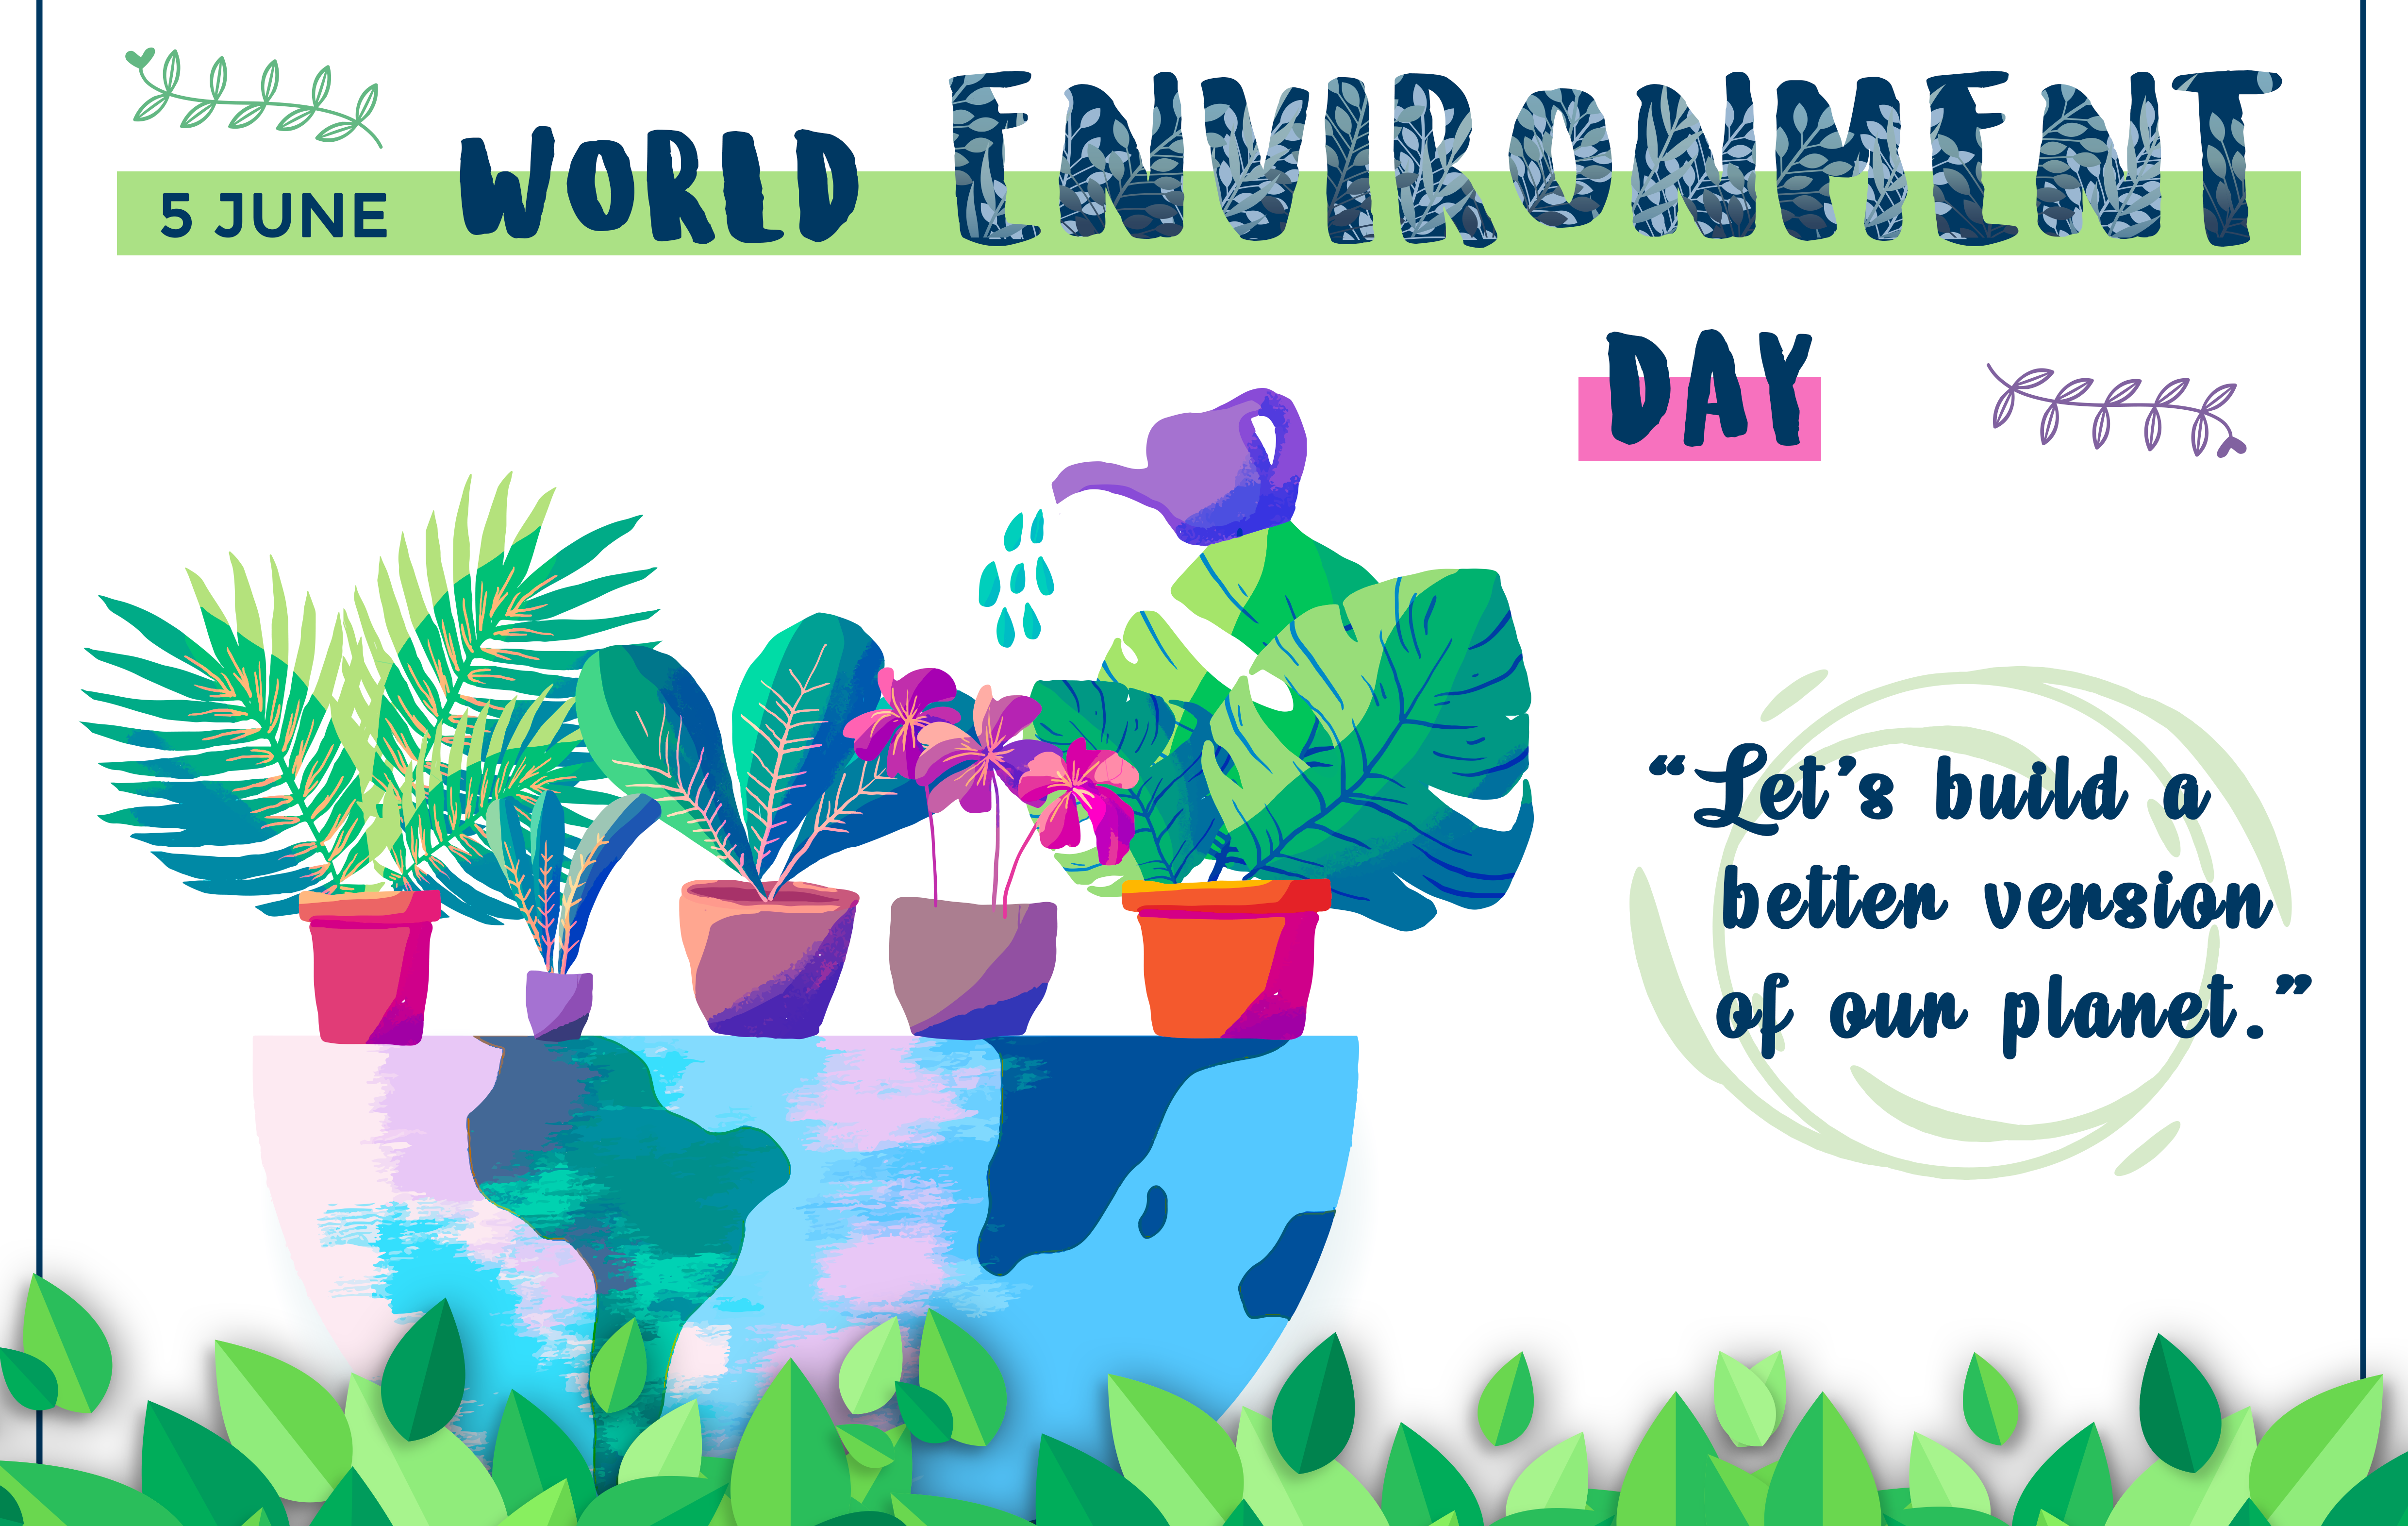 5 JUNE WORLD ENVIRONMENT
DAY
“Let’s build a
better version
of our planet.”